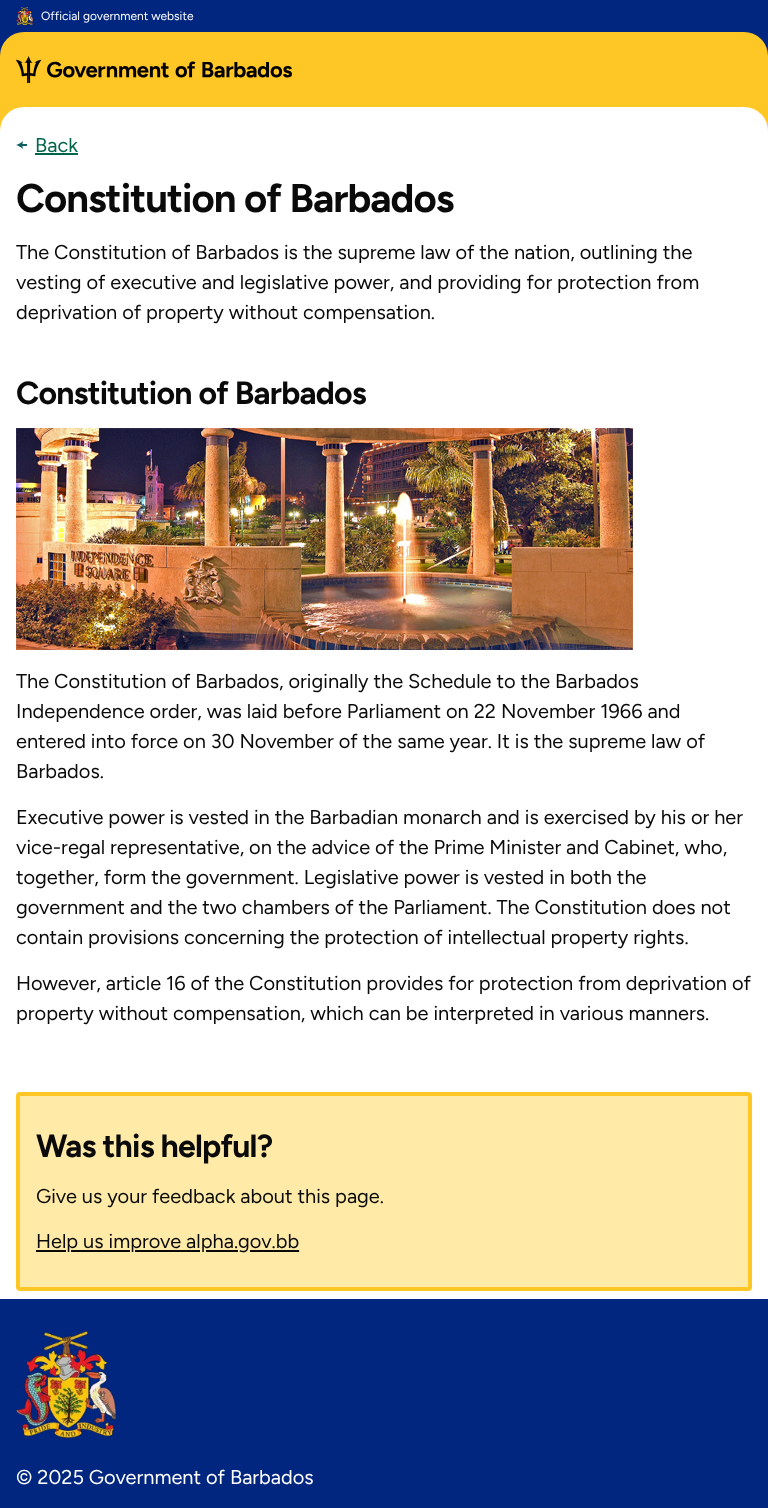 Official government website
Government of Barbados
Back
Constitution of Barbados
The Constitution of Barbados is the supreme law of the nation, outlining the
vesting of executive and legislative power, and providing for protection from
deprivation of property without compensation.
Constitution of Barbados
INDEPENDENCE
SQUARE
The Constitution of Barbados, originally the Schedule to the Barbados
Independence order, was laid before Parliament on 22 November 1966 and
entered into force on 30 November of the same year. It is the supreme law of
Barbados.
Executive power is vested in the Barbadian monarch and is exercised by his or her
vice-regal representative, on the advice of the Prime Minister and Cabinet, who,
together, form the government. Legislative power is vested in both the
government and the two chambers of the Parliament. The Constitution does not
contain provisions concerning the protection of intellectual property rights.
However, article 16 of the Constitution provides for protection from deprivation of
property without compensation, which can be interpreted in various manners.
Was this helpful?
Give us your feedback about this page.
Help us improve alpha.gov.bb
PRIDE AND INDUSTRY
© 2025 Government of Barbados